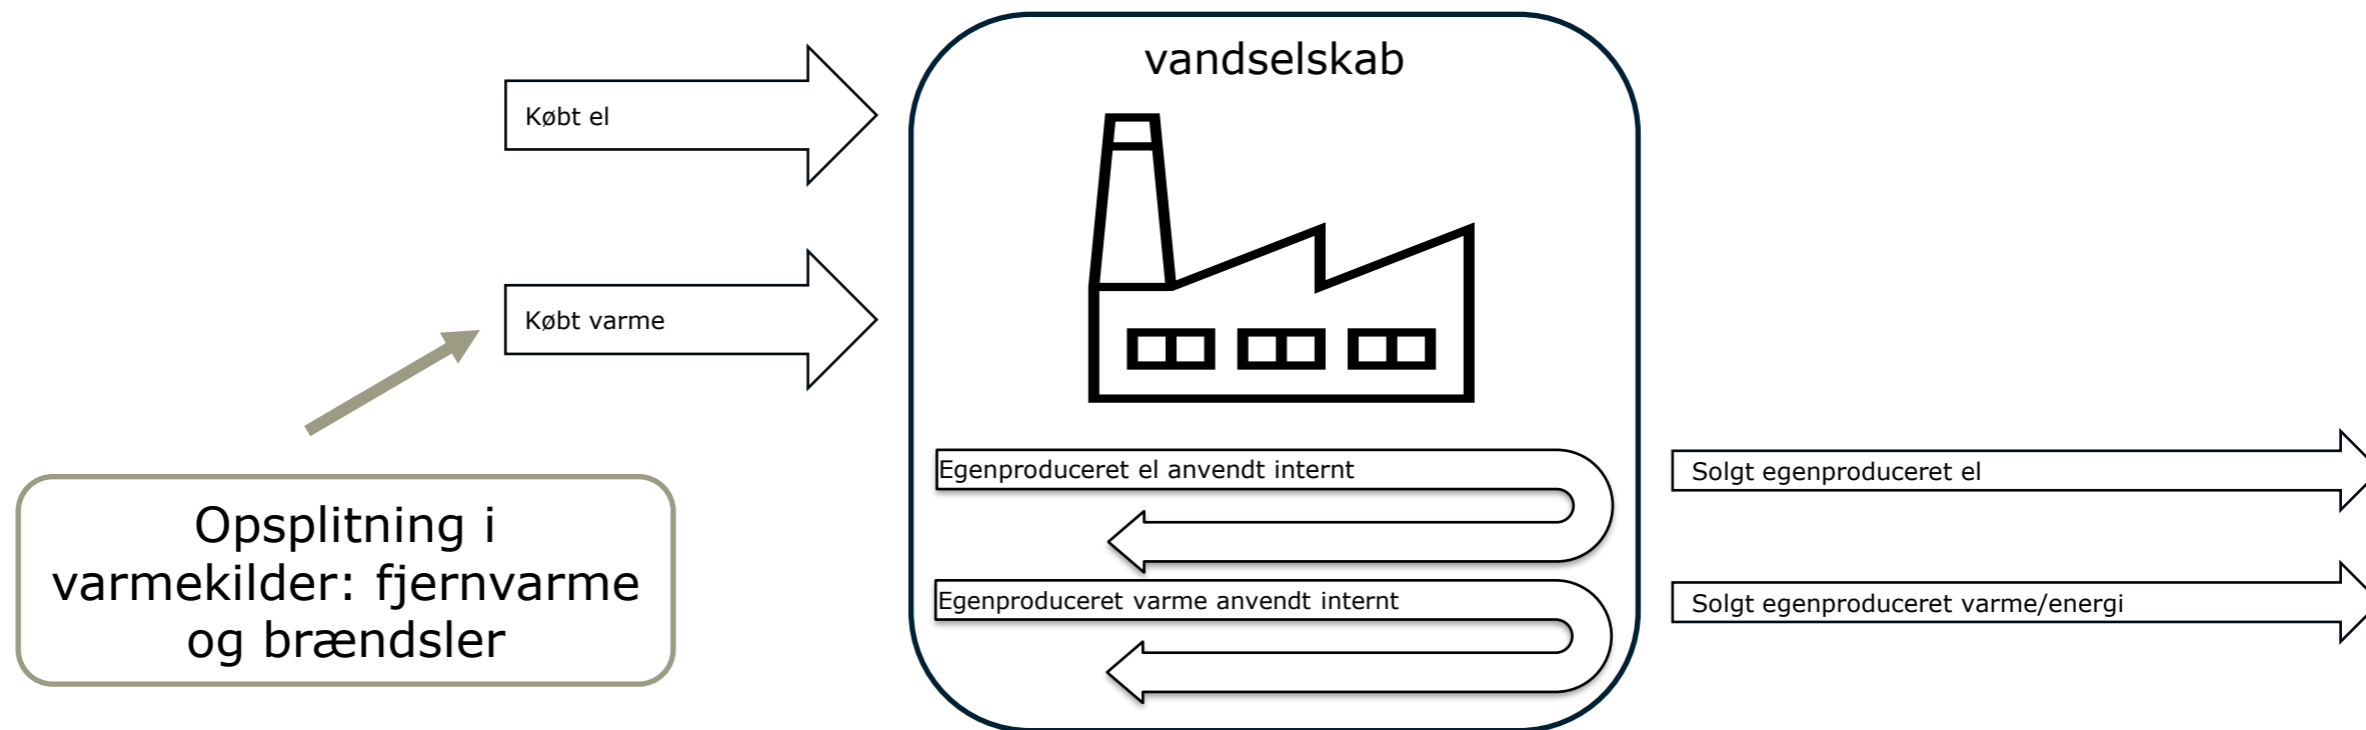 vandselskab
Købt el
Købt varme
Opsplitning i
varmekilder: fjernvarme
og brændsler
Egenproduceret el anvendt internt
Egenproduceret varme anvendt internt
Solgt egenproduceret el
Solgt egenproduceret varme/energi